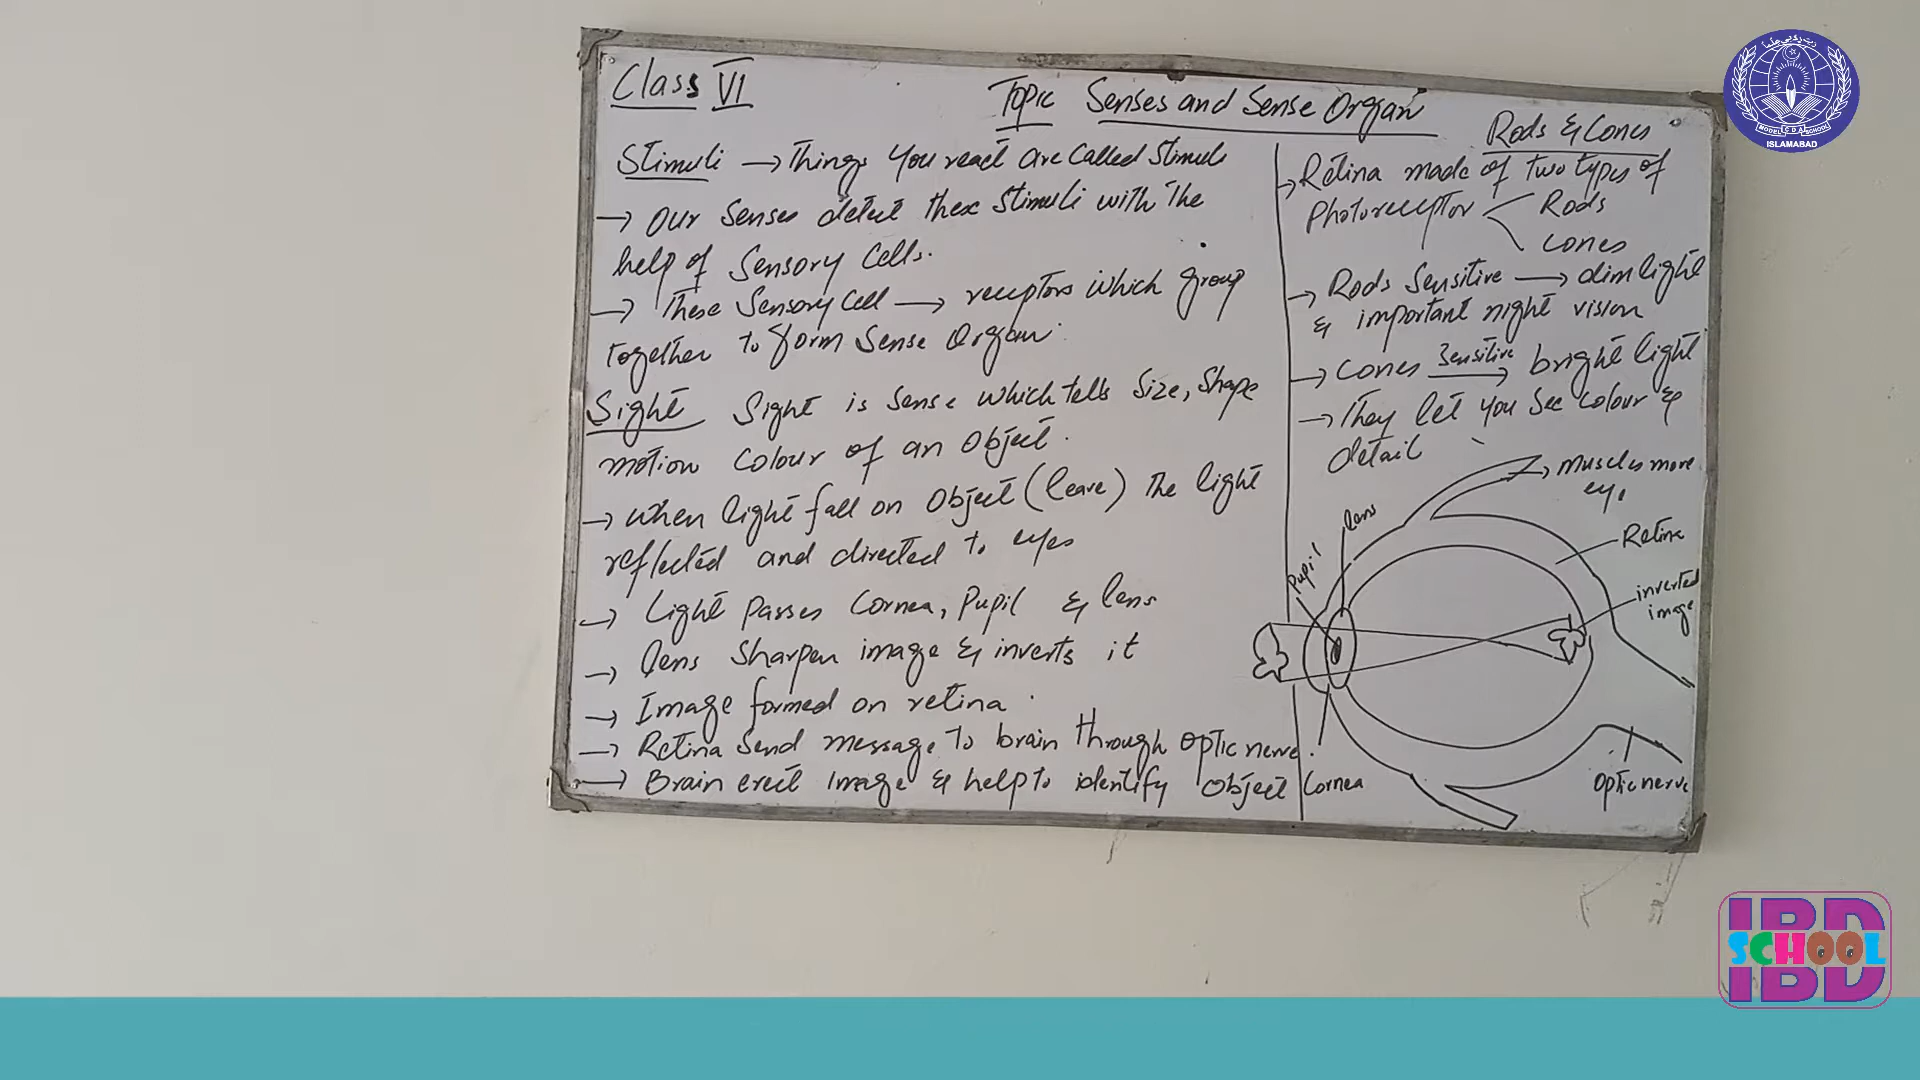 Class VI
Topic Senses and Sense Organ
Stimuli → Things you react are called Stimuli
→ Our senses detect these stimuli with the
help of Sensory Cells.
→ These Sensory Cell → receptors which group
together to form Sense Organ.
Sight Sight is sense which tells Size, Shape
motion colour of an Object.
→ When light fall on Object (leave) The light
reflected and directed to eyes
→ Light passes Cornea, Pupil & lens
→ lens sharpen image & inverts it
→ Image formed on retina.
→ Retina Send message to brain through optic nerve.
→ Brain erect image & help to identify Object
Rods & Cones
→ Retina made of two types of
Photoreceptor
Rods
Cones
→ Rods Sensitive → dim light
& important night vision
→ Cones Sensitive → bright light
→ They let you see colour &
detail
→ Muscles move
eye
lens
Pupil
Retina
inverted
image
Cornea
Optic nerve
MODEL C D A SCHOOL
ISLAMABAD
IBD
SCHOOL
IBD